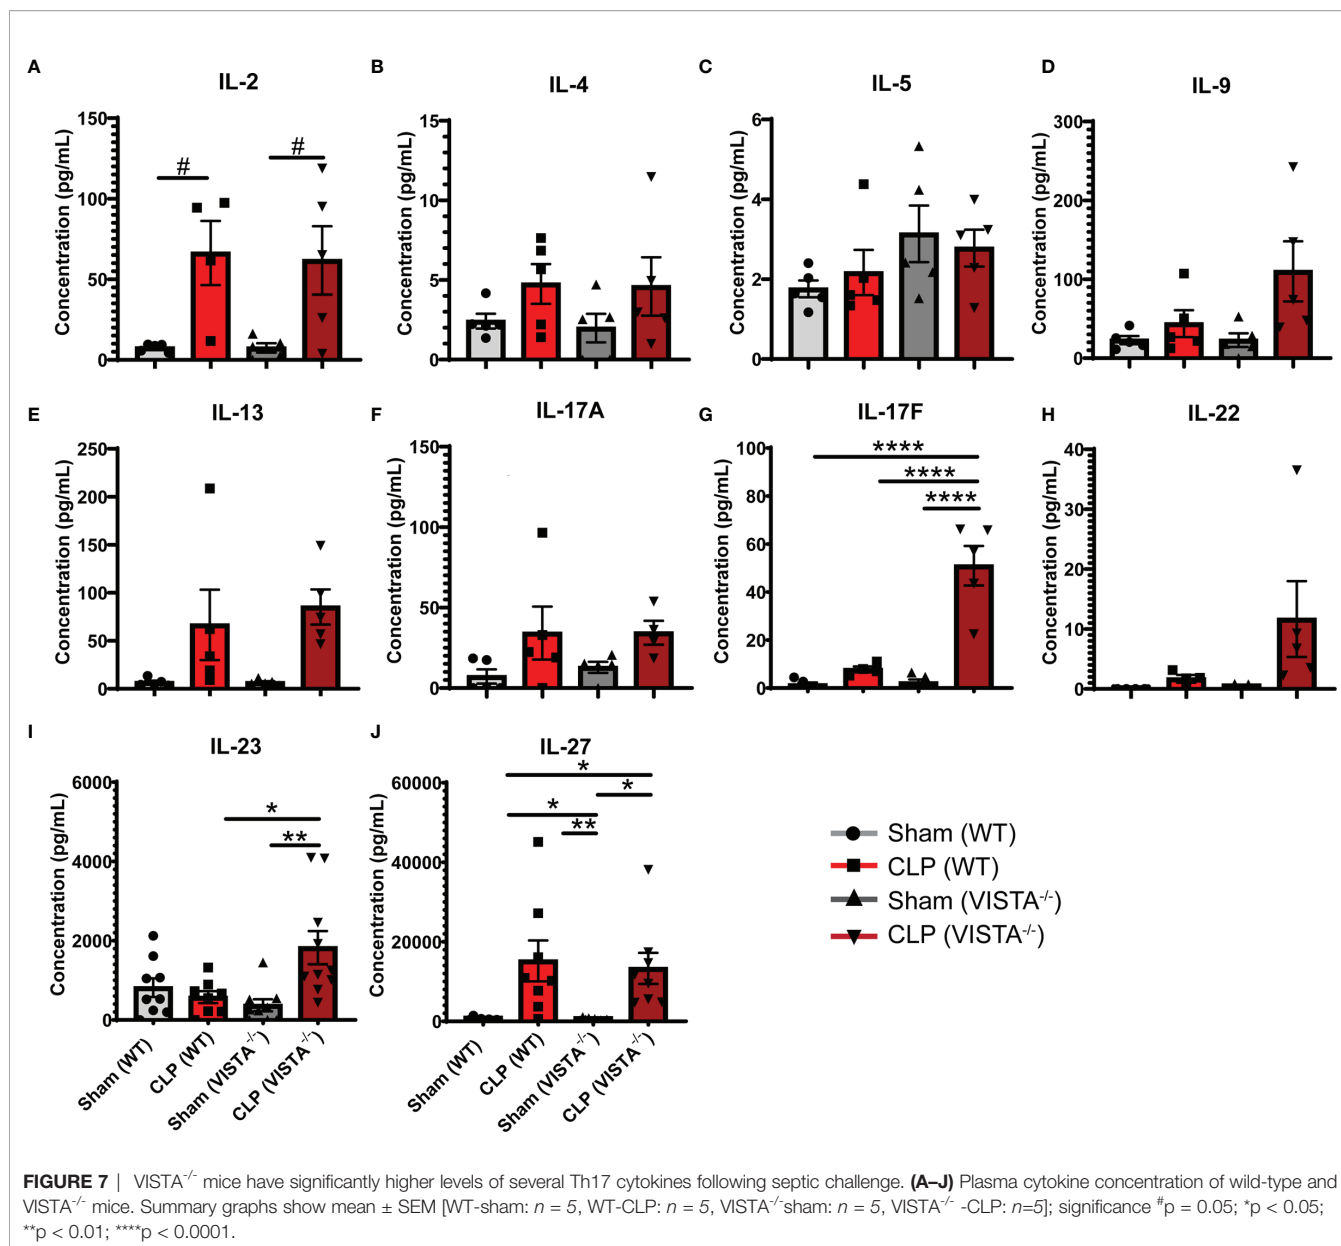 A
IL-2
Concentration (pg/mL)
150
100
50
0
#
#
B
IL-4
Concentration (pg/mL)
15
10
5
0
C
IL-5
Concentration (pg/mL)
6
4
2
0
D
IL-9
Concentration (pg/mL)
300
200
100
0
E
IL-13
Concentration (pg/mL)
250
200
150
100
50
0
F
IL-17A
Concentration (pg/mL)
150
100
50
0
G
IL-17F
Concentration (pg/mL)
100
80
60
40
20
0
****
****
****
H
IL-22
Concentration (pg/mL)
40
30
20
10
0
I
IL-23
Concentration (pg/mL)
6000
4000
2000
0
*
**
Sham (WT)
CLP (WT)
Sham (VISTA-/-)
CLP (VISTA-/-)
J
IL-27
Concentration (pg/mL)
60000
40000
20000
0
*
*
*
**
Sham (WT)
CLP (WT)
Sham (VISTA-/-)
CLP (VISTA-/-)
Sham (WT)
CLP (WT)
Sham (VISTA-/-)
CLP (VISTA-/-)
FIGURE 7 | VISTA-/- mice have significantly higher levels of several Th17 cytokines following septic challenge. (A–J) Plasma cytokine concentration of wild-type and
VISTA-/- mice. Summary graphs show mean ± SEM [WT-sham: n = 5, WT-CLP: n = 5, VISTA-/-sham: n = 5, VISTA-/- -CLP: n=5]; significance #p = 0.05; *p < 0.05;
**p < 0.01; ****p < 0.0001.